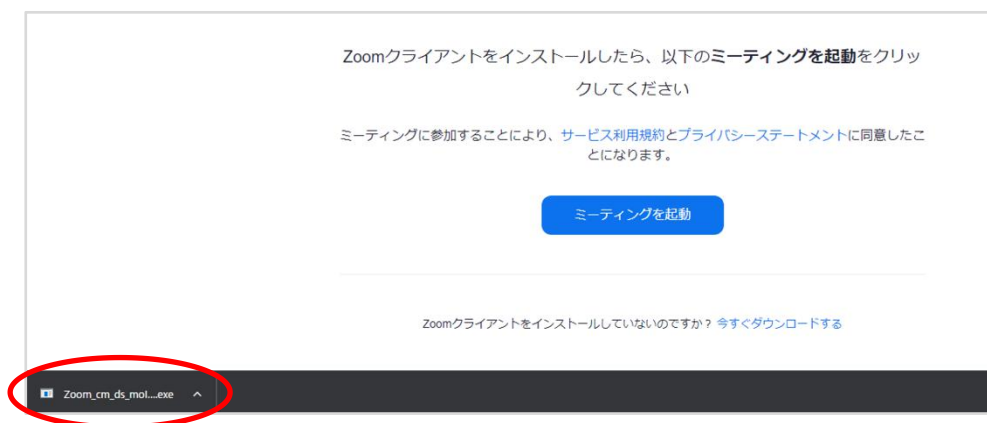 Zoomクライアントをインストールしたら、以下のミーティングを起動をクリッ
クしてください
ミーティングに参加することにより、サービス利用規約とプライバシーステートメントに同意したこ
とになります。
ミーティングを起動
Zoomクライアントをインストールしていないのですか？今すぐダウンロードする
Zoom_cm_ds_mol....exe